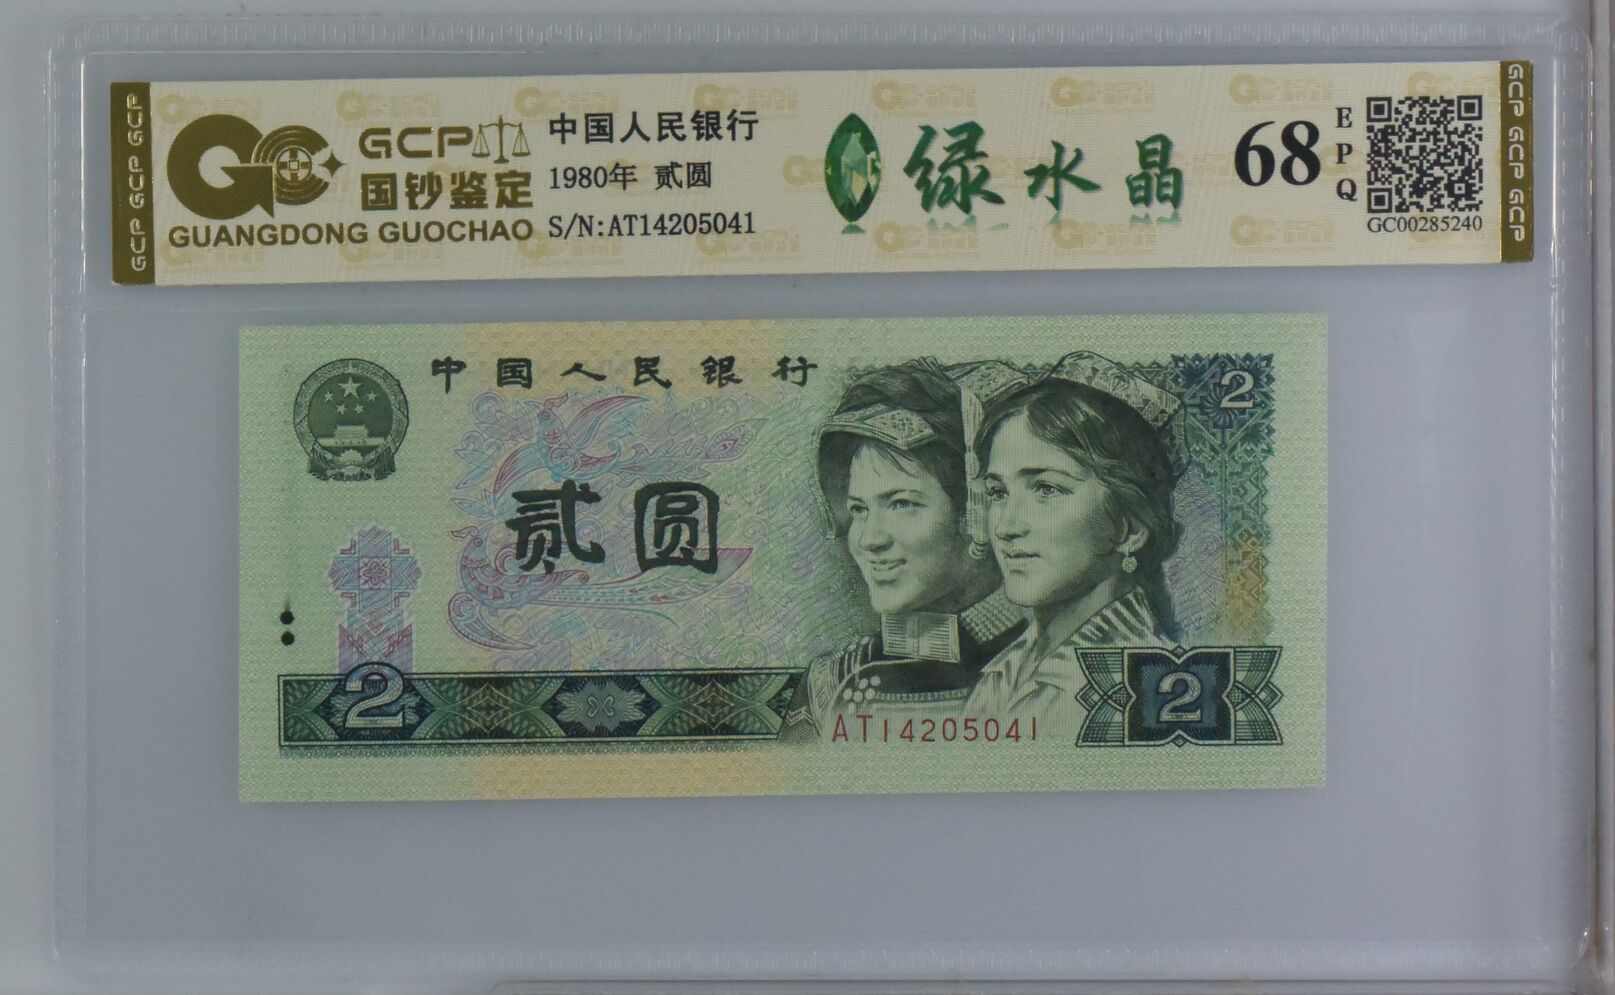 GCP GCP GCP
GCP
国钞鉴定
GUANGDONG GUOCHAO
中国人民银行
1980年 贰圆
S/N:AT14205041
绿水晶
68
EPQ
GC00285240
GCP GCP GCP
中国人民银行
2
贰圆
2
AT14205041
2